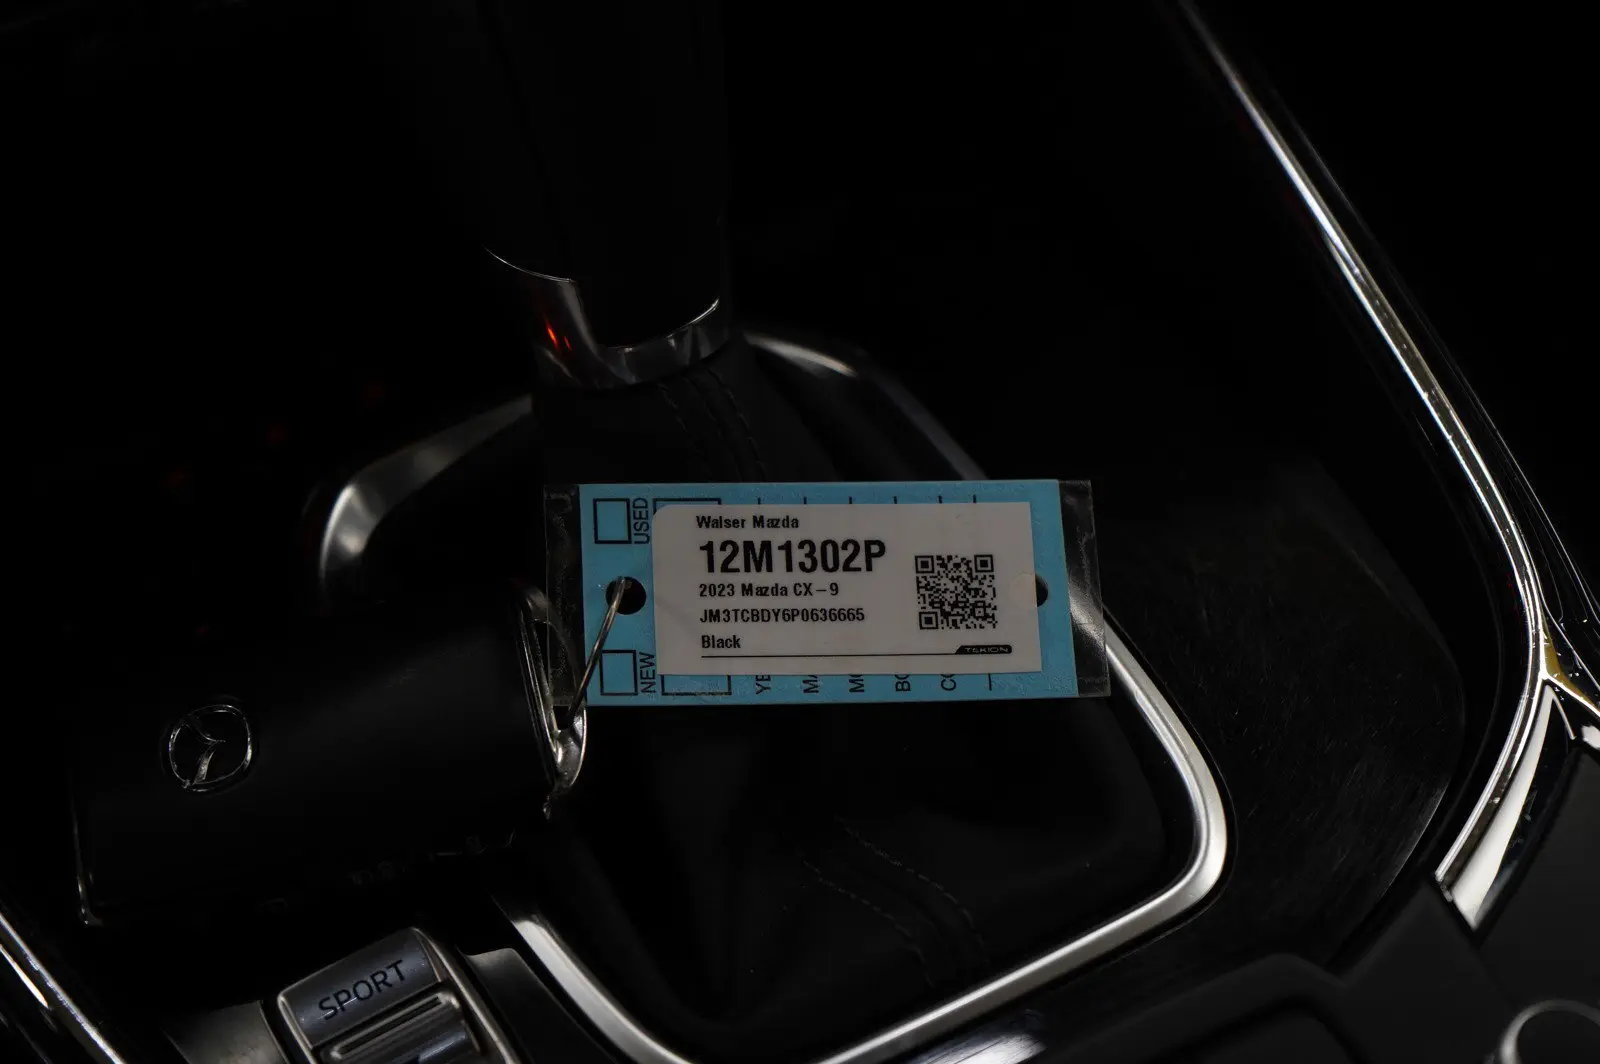 USED
Walser Mazda
12M1302P
2023 Mazda CX-9
JM3TCBDY6P0636665
Black
TEKION
NEW
SPORT